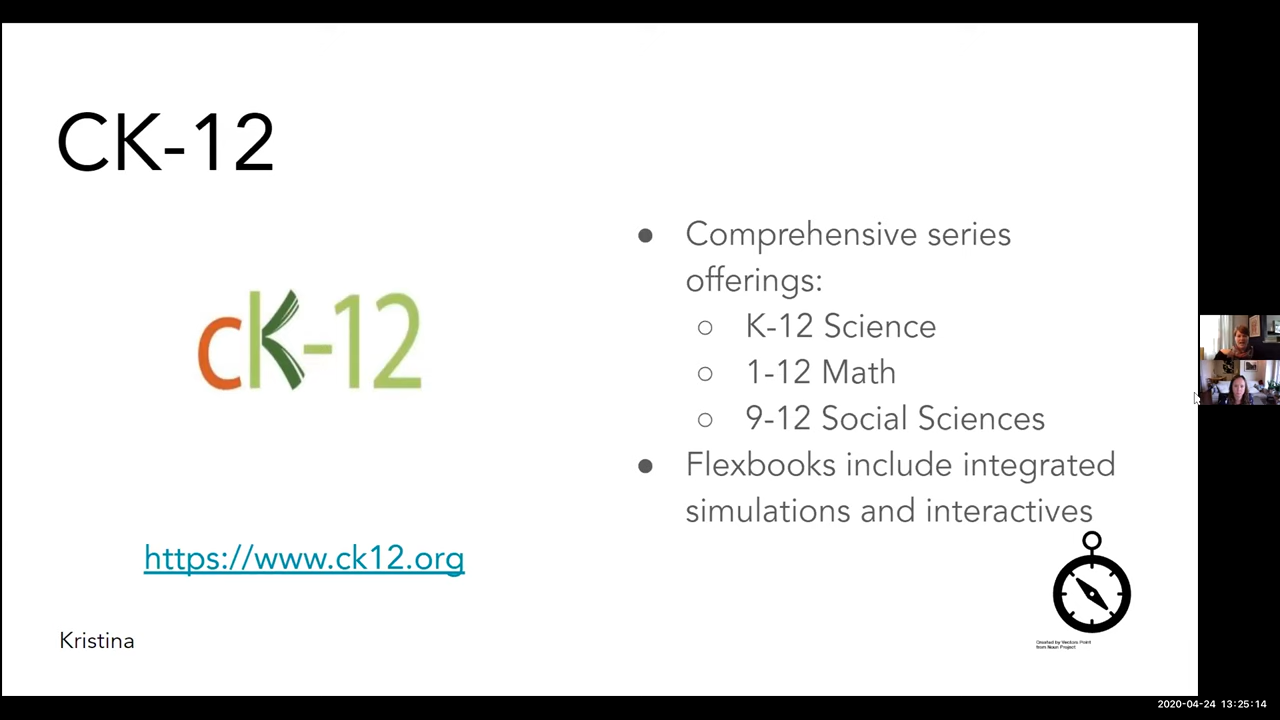 CK-12
cK-12
https://www.ck12.org
Kristina
● Comprehensive series
offerings:
○ K-12 Science
○ 1-12 Math
○ 9-12 Social Sciences
● Flexbooks include integrated
simulations and interactives
Created by Vectors Point
from Noun Project
2020-04-24 13:25:14